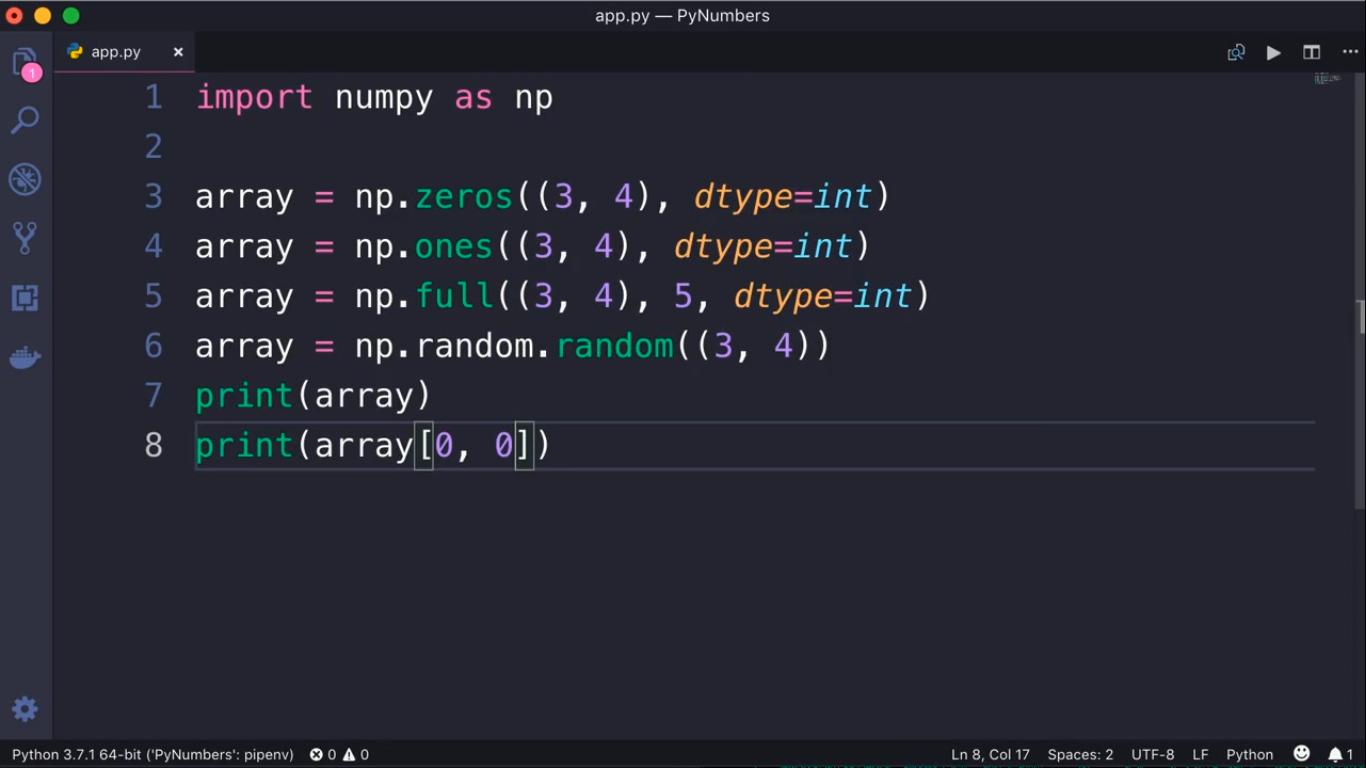 app.py — PyNumbers
1
app.py ×
1 import numpy as np
2
3 array = np.zeros((3, 4), dtype=int)
4 array = np.ones((3, 4), dtype=int)
5 array = np.full((3, 4), 5, dtype=int)
6 array = np.random.random((3, 4))
7 print(array)
8 print(array[0, 0])
Python 3.7.1 64-bit ('PyNumbers': pipenv) 0 0 Ln 8, Col 17 Spaces: 2 UTF-8 LF Python 1